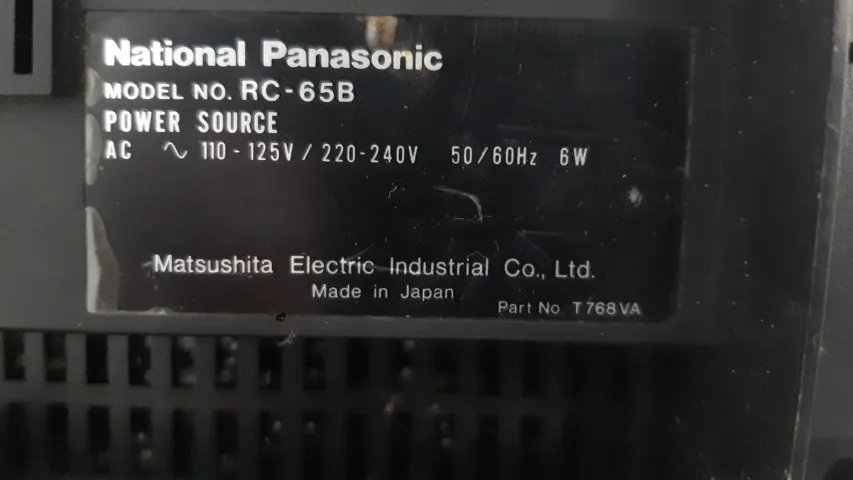 National Panasonic
MODEL NO. RC-65B
POWER SOURCE
AC ∿ 110-125V / 220-240V 50/60Hz 6W
Matsushita Electric Industrial Co., Ltd.
Made in Japan
Part No. T768VA